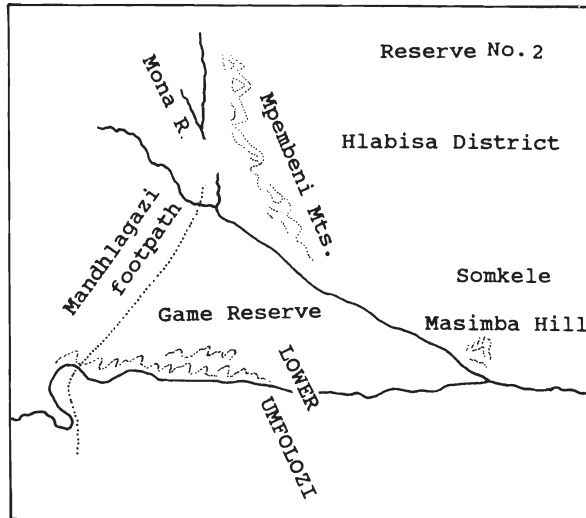 Reserve No.2
Mona R.
Mpembeni Mts.
Hlabisa District
Mandhlagazi
footpath
Somkele
Game Reserve
Masimba Hill
LOWER
UMFOLOZI